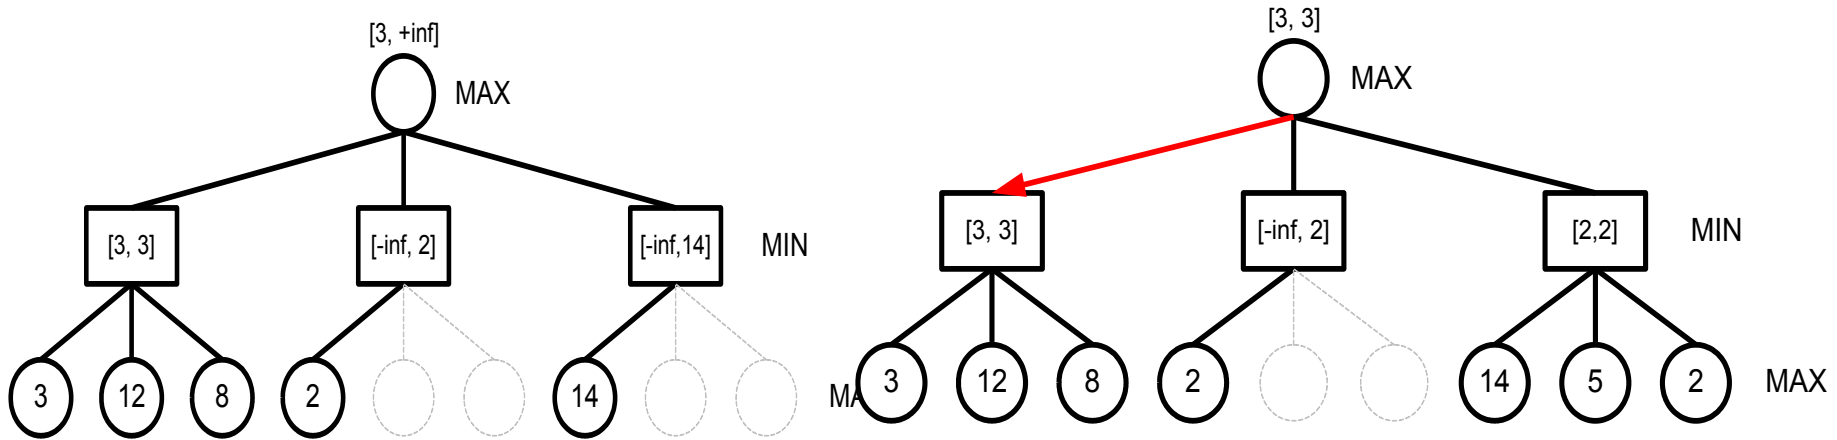 [3, +inf]
MAX
[3, 3]
[-inf, 2]
[-inf,14]
MIN
3
12
8
2
14
[3, 3]
MAX
[3, 3]
[-inf, 2]
[2,2]
MIN
3
12
8
2
14
5
2
MAX